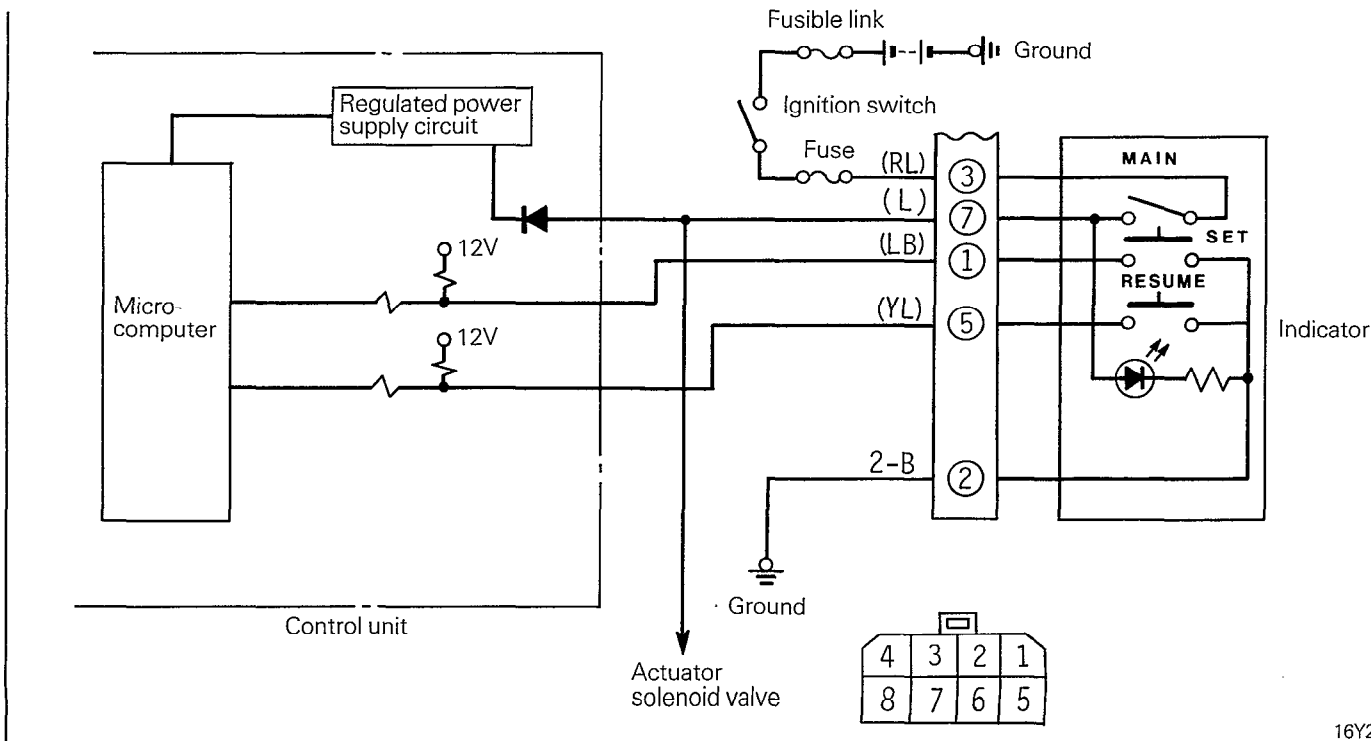 Fusible link
Ground
Regulated power
supply circuit
Ignition switch
Fuse
(RL)
3
MAIN
(L)
7
12V
(LB)
1
SET
RESUME
Micro-
computer
12V
(YL)
5
Indicator
2-B
2
Ground
Control unit
Actuator
solenoid valve
4 3 2 1
8 7 6 5